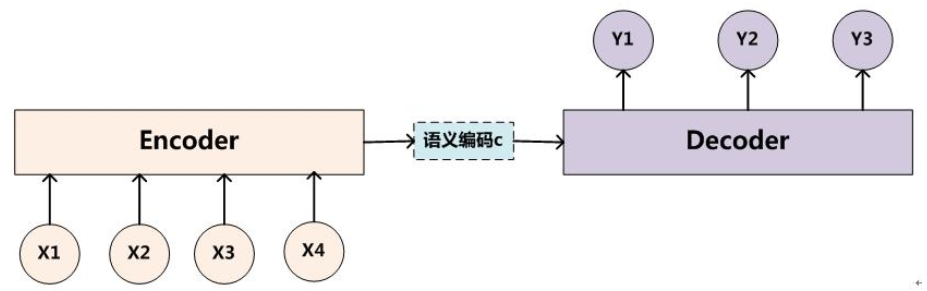 Y1 Y2 Y3
Encoder 语义编码c Decoder
X1 X2 X3 X4